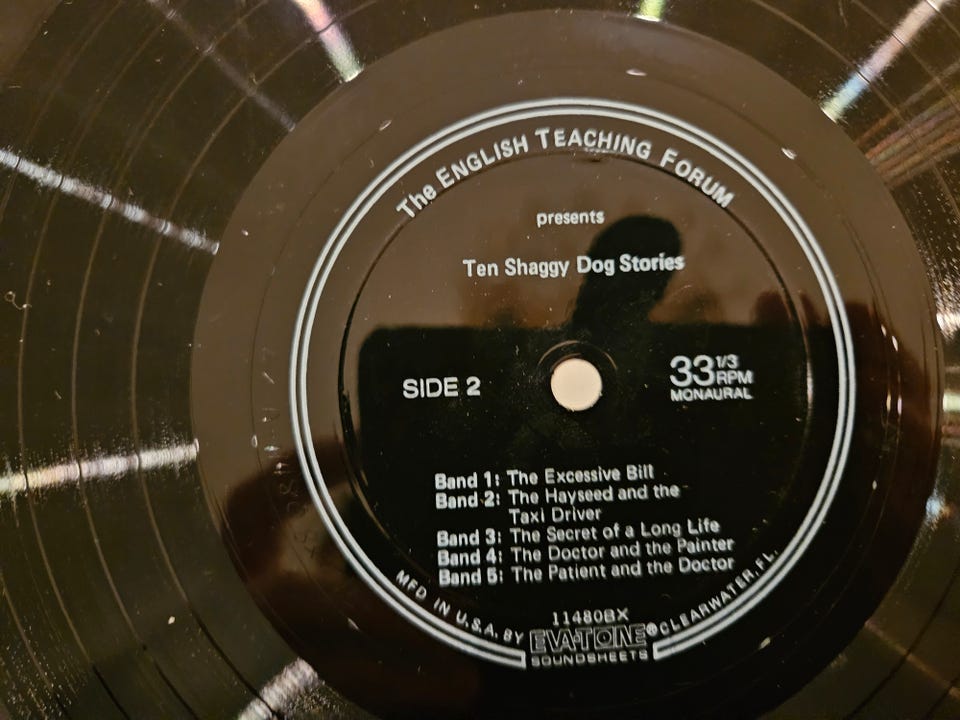 The ENGLISH TEACHING FORUM
presents
Ten Shaggy Dog Stories
SIDE 2
33 1/3 RPM
MONAURAL
Band 1: The Excessive Bill
Band 2: The Hayseed and the
Taxi Driver
Band 3: The Secret of a Long Life
Band 4: The Doctor and the Painter
Band 5: The Patient and the Doctor
11480BX
MFD IN U.S.A. BY EVA-TONE® CLEARWATER, FL.
SOUNDSHEETS